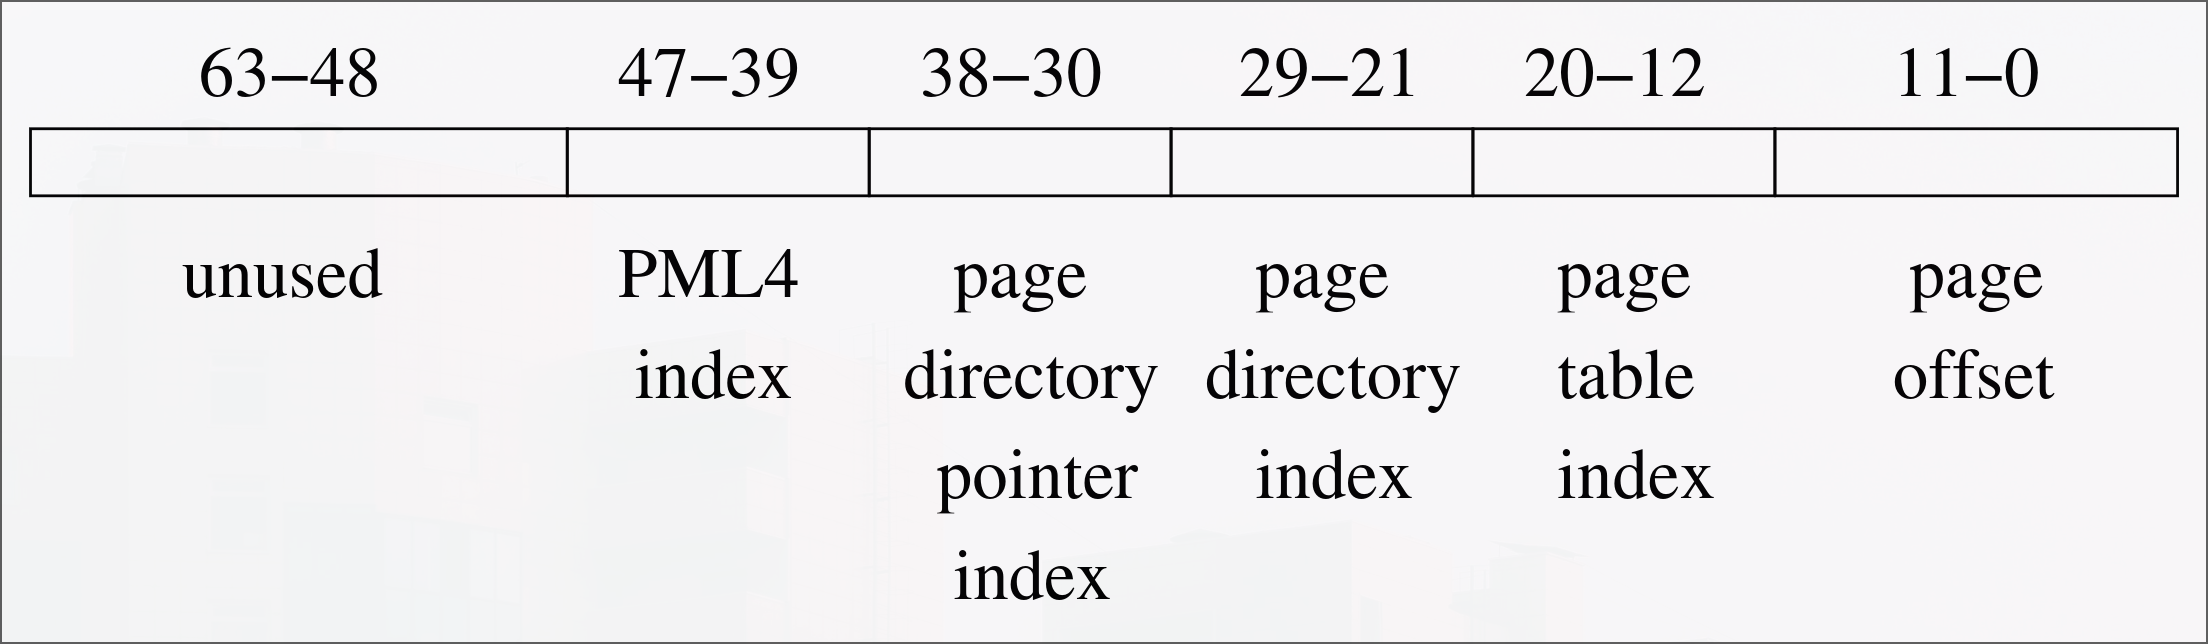 63–48 47–39 38–30 29–21 20–12 11–0
unused PML4 page page page page
index directory directory table offset
pointer index index
index